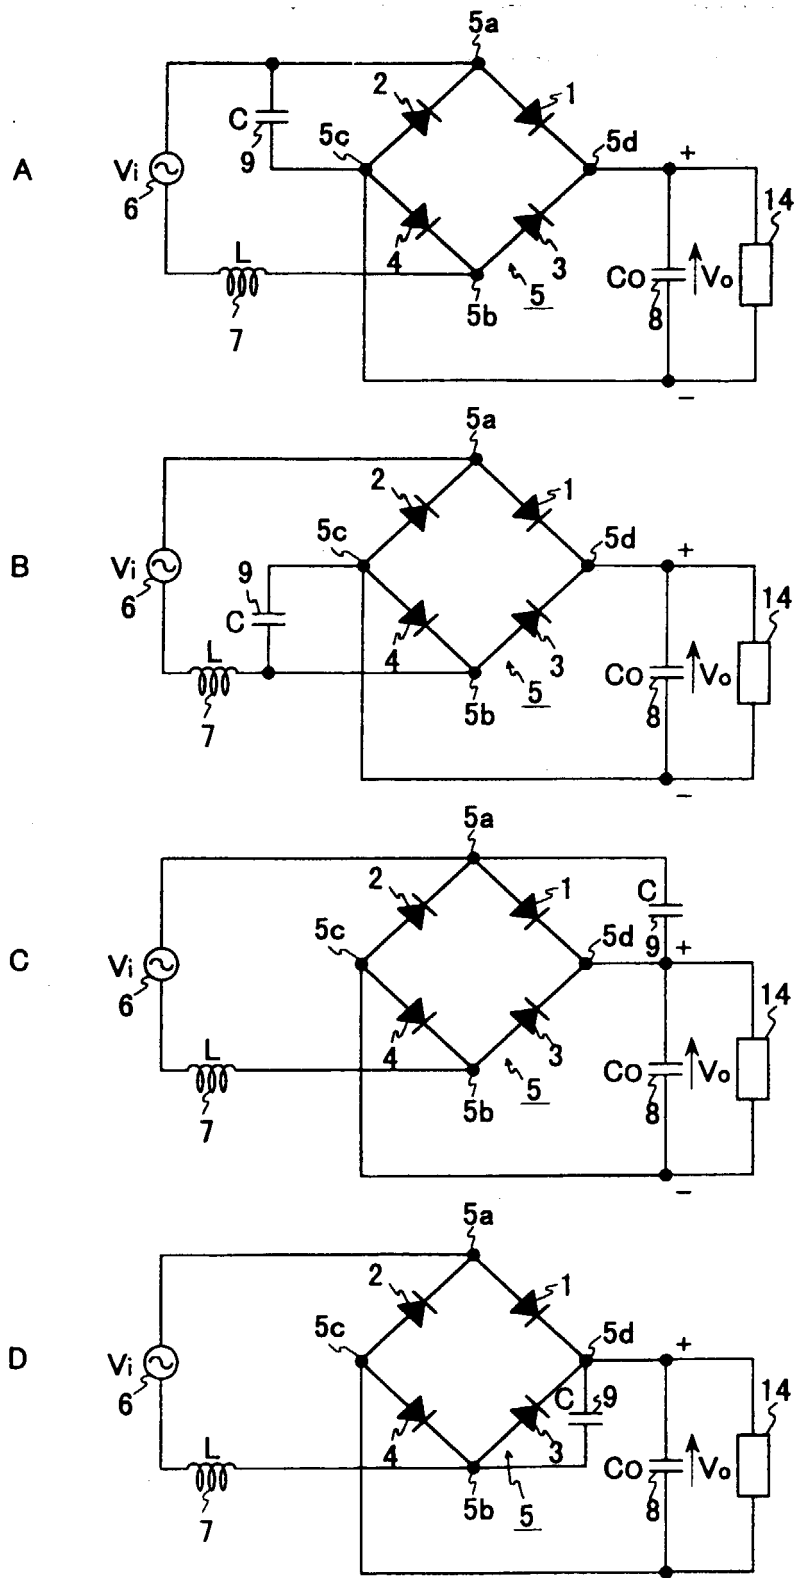 5a
2 1
C 5c 5d
9 +
A Vi 14
6
L 4 3 Co Vo
5b 5 8
7
−
5a
2 1
5c 5d
9 +
B Vi
6 C 14
L 4 3 Co Vo
5b 5 8
7
−
5a
2 1 C
5c 5d 9 +
C Vi 14
6
L 4 3 Co Vo
5b 5 8
7
−
5a
2 1
5c 5d +
D Vi C 9 14
6
L 4 3 Co Vo
5b 5 8
7